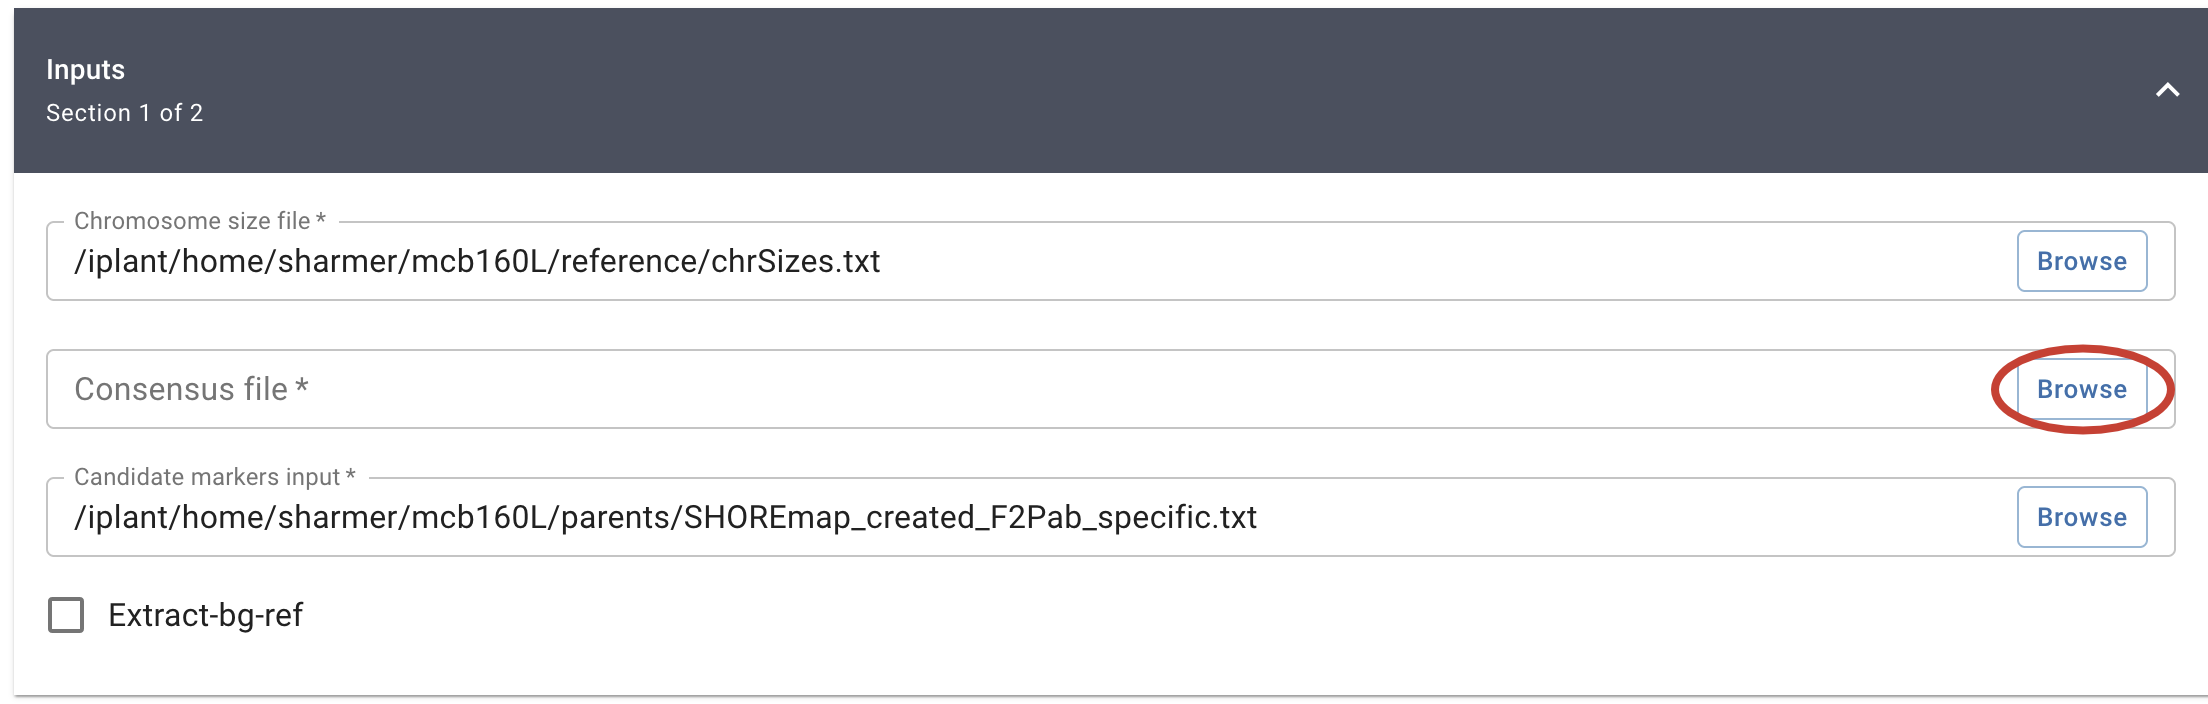 Inputs
Section 1 of 2
Chromosome size file *
/iplant/home/sharmer/mcb160L/reference/chrSizes.txt
Browse
Consensus file *
Browse
Candidate markers input *
/iplant/home/sharmer/mcb160L/parents/SHOREmap_created_F2Pab_specific.txt
Browse
Extract-bg-ref